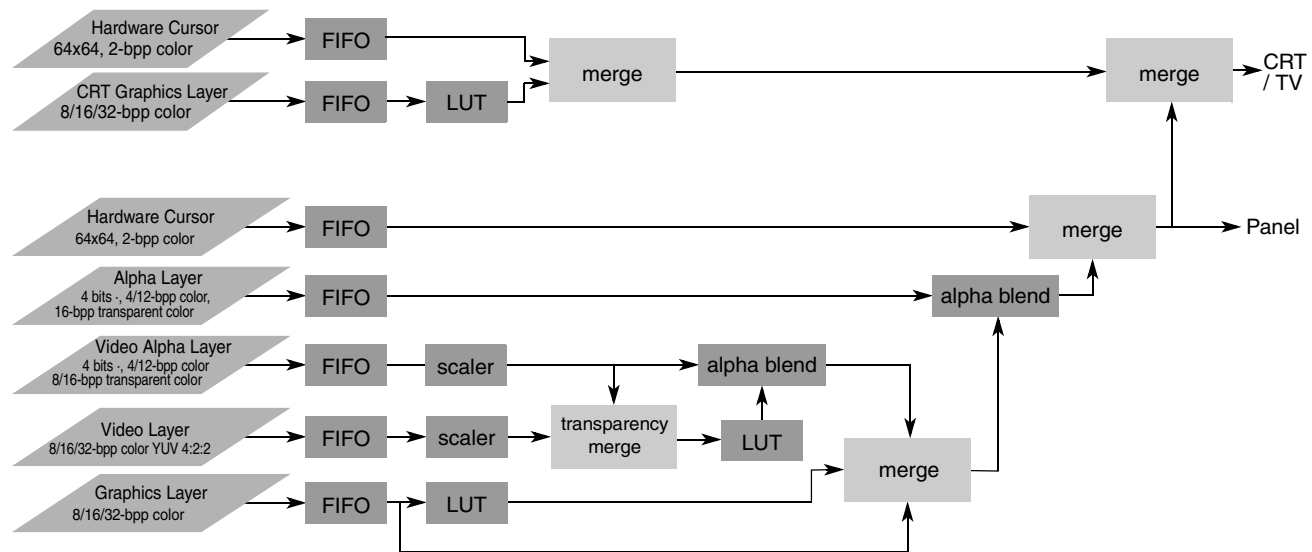 Hardware Cursor
64x64, 2-bpp color
FIFO
merge
merge
CRT
/ TV
CRT Graphics Layer
8/16/32-bpp color
FIFO
LUT
Hardware Cursor
64x64, 2-bpp color
FIFO
merge
Panel
Alpha Layer
4 bits ·, 4/12-bpp color,
16-bpp transparent color
FIFO
alpha blend
Video Alpha Layer
4 bits ·, 4/12-bpp color
8/16-bpp transparent color
FIFO
scaler
alpha blend
Video Layer
8/16/32-bpp color YUV 4:2:2
FIFO
scaler
transparency
merge
LUT
merge
Graphics Layer
8/16/32-bpp color
FIFO
LUT